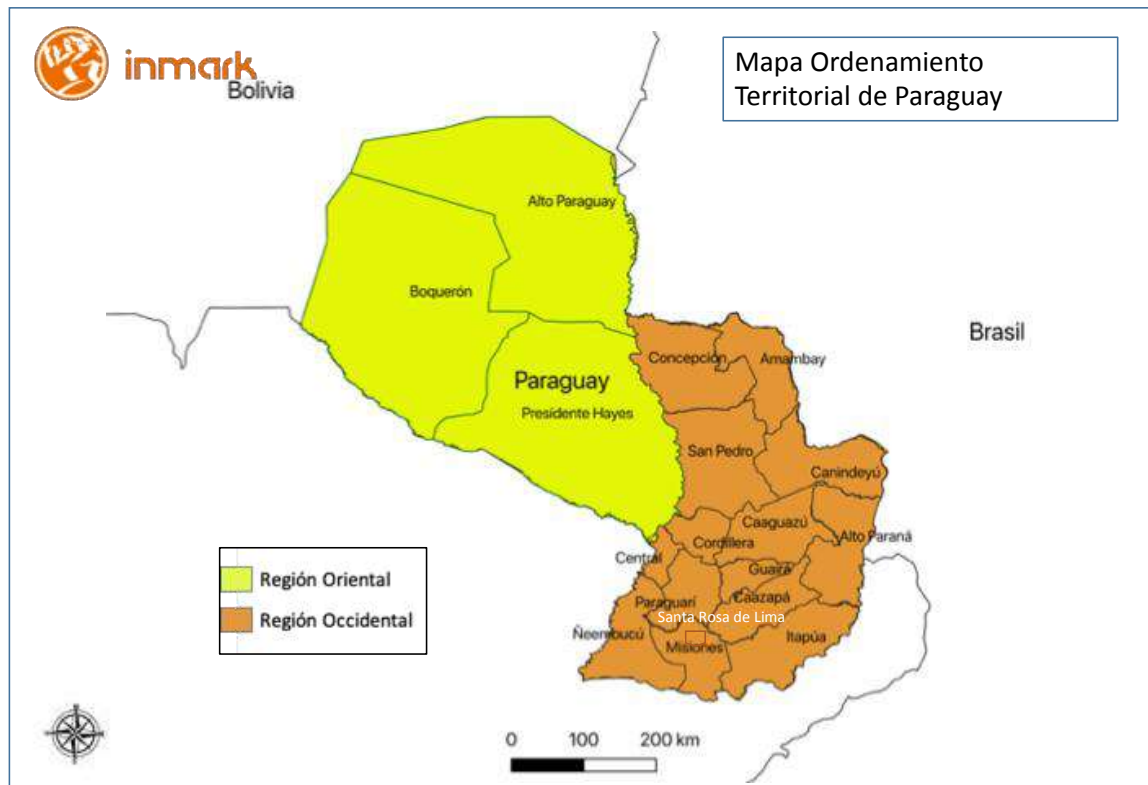 inmark
Bolivia
Mapa Ordenamiento
Territorial de Paraguay
Alto Paraguay
Boquerón
Brasil
Concepción
Amambay
Paraguay
Presidente Hayes
San Pedro
Canindeyú
Caaguazú
Alto Paraná
Cordillera
Central
Guairá
Región Oriental
Caazapá
Paraguarí
Santa Rosa de Lima
Región Occidental
Ñeembucú
Itapúa
Misiones
0 100 200 km